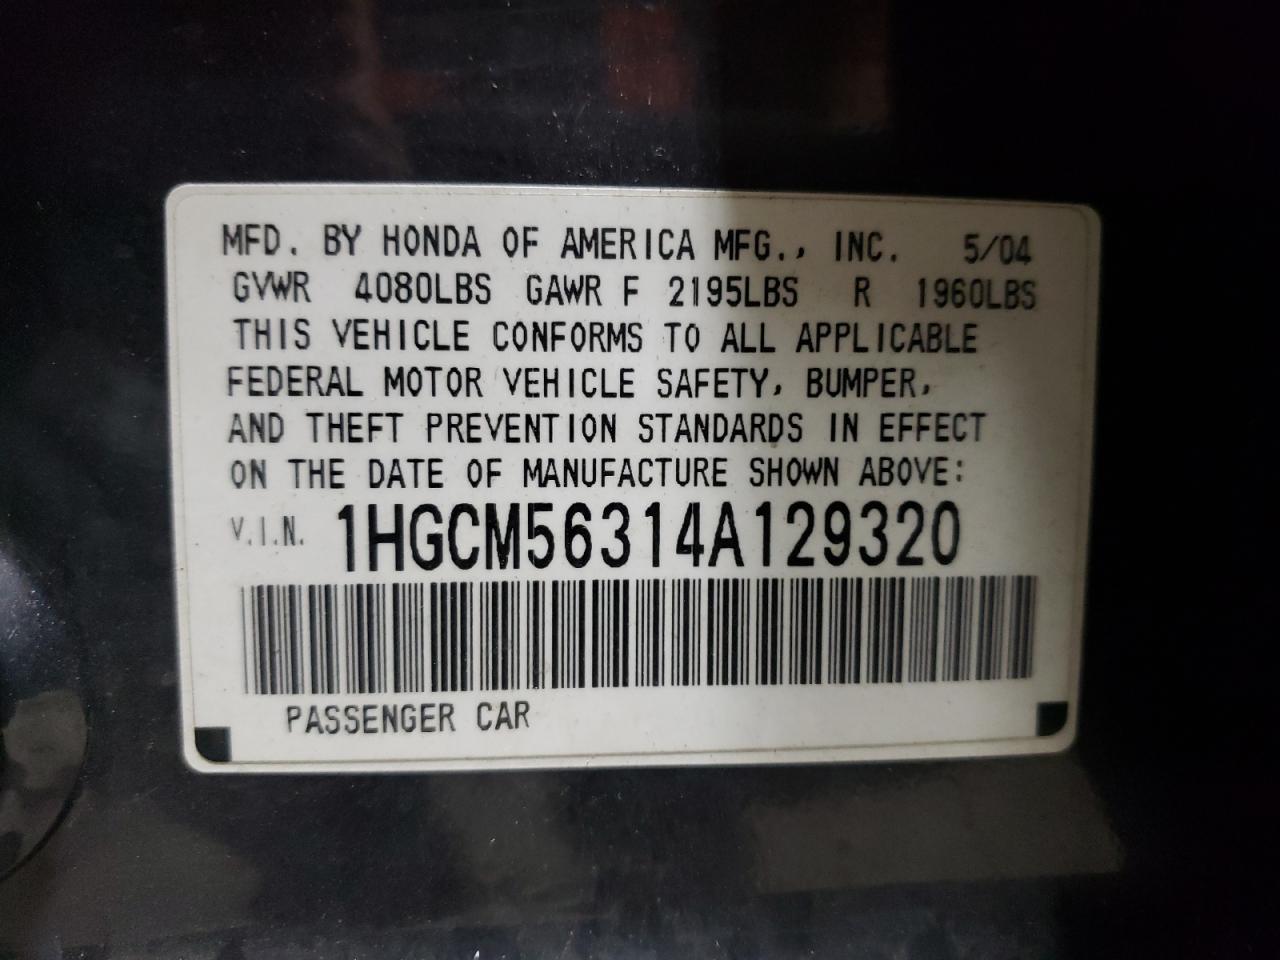 MFD. BY HONDA OF AMERICA MFG., INC. 5/04
GVWR 4080LBS GAWR F 2195LBS R 1960LBS
THIS VEHICLE CONFORMS TO ALL APPLICABLE
FEDERAL MOTOR VEHICLE SAFETY, BUMPER,
AND THEFT PREVENTION STANDARDS IN EFFECT
ON THE DATE OF MANUFACTURE SHOWN ABOVE:
V.I.N. 1HGCM56314A129320
PASSENGER CAR